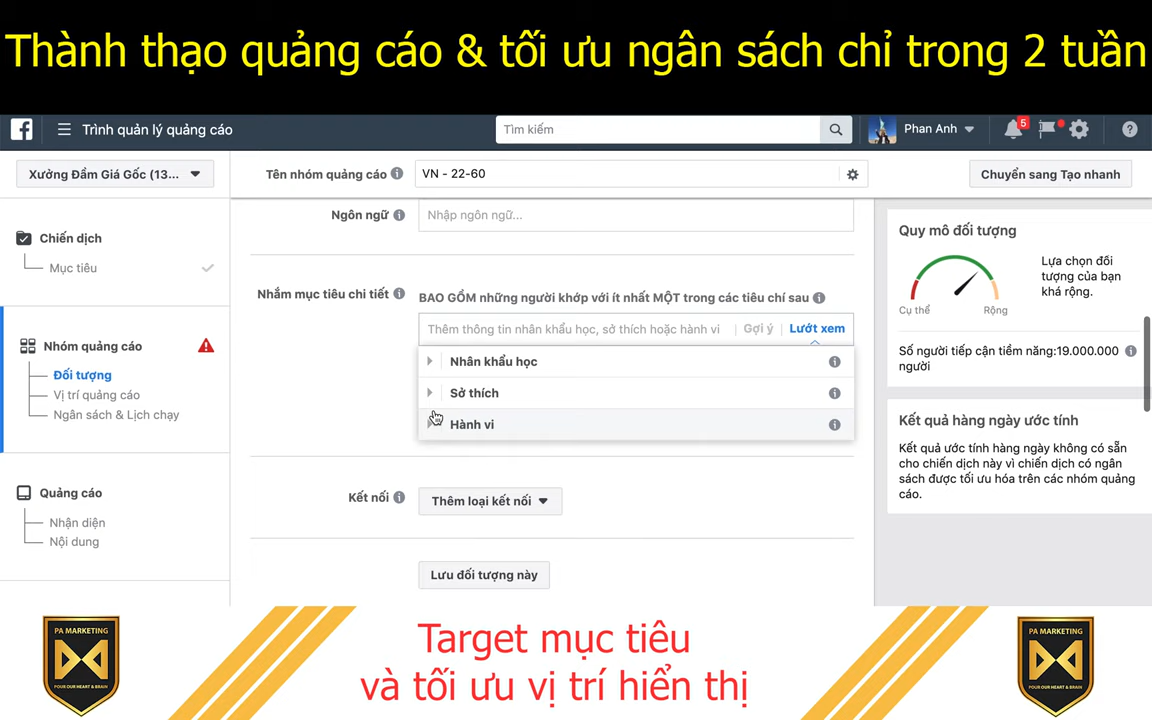 Thành thạo quảng cáo & tối ưu ngân sách chỉ trong 2 tuần
Trình quản lý quảng cáo
Tìm kiếm
Phan Anh
5
Xưởng Đầm Giá Gốc (13...
Tên nhóm quảng cáo
VN - 22-60
Chuyển sang Tạo nhanh
Chiến dịch
Mục tiêu
Nhóm quảng cáo
Đối tượng
Vị trí quảng cáo
Ngân sách & Lịch chạy
Quảng cáo
Nhận diện
Nội dung
Ngôn ngữ
Nhập ngôn ngữ...
Nhắm mục tiêu chi tiết
BAO GỒM những người khớp với ít nhất MỘT trong các tiêu chí sau
Thêm thông tin nhân khẩu học, sở thích hoặc hành vi
Gợi ý
Lướt xem
Nhân khẩu học
Sở thích
Hành vi
Kết nối
Thêm loại kết nối
Lưu đối tượng này
Quy mô đối tượng
Cụ thể
Rộng
Lựa chọn đối
tượng của bạn
khá rộng.
Số người tiếp cận tiềm năng:19.000.000
người
Kết quả hàng ngày ước tính
Kết quả ước tính hàng ngày không có sẵn
cho chiến dịch này vì chiến dịch có ngân
sách được tối ưu hóa trên các nhóm quảng
cáo.
PA MARKETING
POUR OUR HEART & BRAIN
Target mục tiêu
và tối ưu vị trí hiển thị
PA MARKETING
POUR OUR HEART & BRAIN